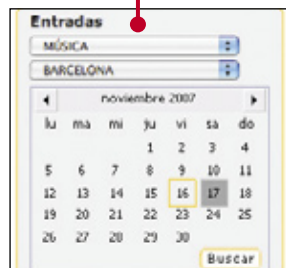 Entradas
MÚSICA
BARCELONA
noviembre 2007
lu ma mi ju vi sa do
1 2 3 4
5 6 7 8 9 10 11
12 13 14 15 16 17 18
19 20 21 22 23 24 25
26 27 28 29 30
Buscar